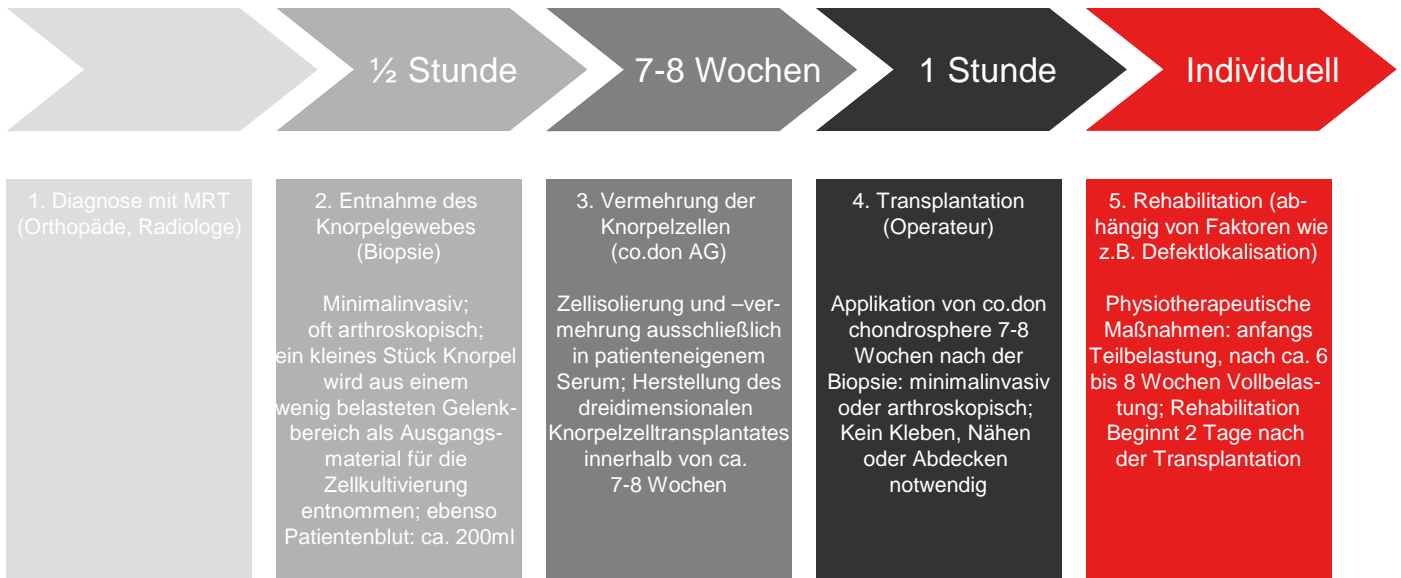 ½ Stunde
7-8 Wochen
1 Stunde
Individuell
1. Diagnose mit MRT
(Orthopäde, Radiologe)
2. Entnahme des
Knorpelgewebes
(Biopsie)
Minimalinvasiv;
oft arthroskopisch;
ein kleines Stück Knorpel
wird aus einem
wenig belasteten Gelenk-
bereich als Ausgangs-
material für die
Zellkultivierung
entnommen; ebenso
Patientenblut: ca. 200ml
3. Vermehrung der
Knorpelzellen
(co.don AG)
Zellisolierung und –ver-
mehrung ausschließlich
in patienteneigenem
Serum; Herstellung des
dreidimensionalen
Knorpelzelltransplantates
innerhalb von ca.
7-8 Wochen
4. Transplantation
(Operateur)
Applikation von co.don
chondrosphere 7-8
Wochen nach der
Biopsie: minimalinvasiv
oder arthroskopisch;
Kein Kleben, Nähen
oder Abdecken
notwendig
5. Rehabilitation (ab-
hängig von Faktoren wie
z.B. Defektlokalisation)
Physiotherapeutische
Maßnahmen: anfangs
Teilbelastung, nach ca. 6
bis 8 Wochen Vollbelas-
tung; Rehabilitation
Beginnt 2 Tage nach
der Transplantation